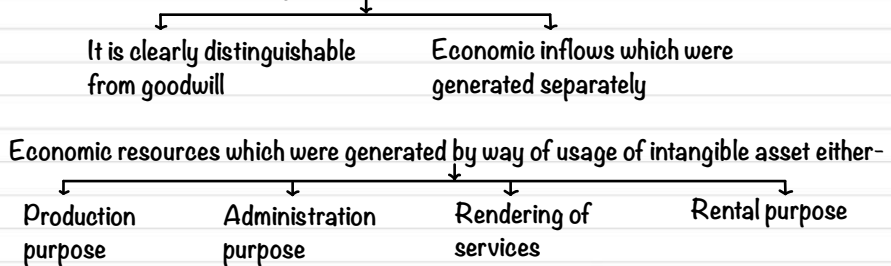 It is clearly distinguishable
from goodwill
Economic inflows which were
generated separately
Economic resources which were generated by way of usage of intangible asset either-
Production
purpose
Administration
purpose
Rendering of
services
Rental purpose